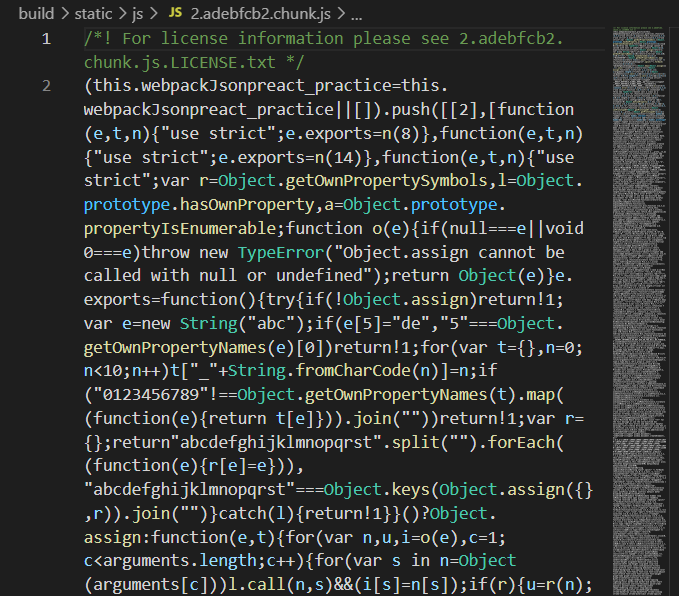 build > static > js > JS 2.adebfcb2.chunk.js > ...
1 /*! For license information please see 2.adebfcb2.
chunk.js.LICENSE.txt */
2 (this.webpackJsonpreact_practice=this.
webpackJsonpreact_practice||[]).push([[2],[function
(e,t,n){"use strict";e.exports=n(8)},function(e,t,n)
{"use strict";e.exports=n(14)},function(e,t,n){"use
strict";var r=Object.getOwnPropertySymbols,l=Object.
prototype.hasOwnProperty,a=Object.prototype.
propertyIsEnumerable;function o(e){if(null===e||void
0===e)throw new TypeError("Object.assign cannot be
called with null or undefined");return Object(e)}e.
exports=function(){try{if(!Object.assign)return!1;
var e=new String("abc");if(e[5]="de","5"===Object.
getOwnPropertyNames(e)[0])return!1;for(var t={},n=0;
n<10;n++)t["_"+String.fromCharCode(n)]=n;if
("0123456789"!==Object.getOwnPropertyNames(t).map(
(function(e){return t[e]})).join(""))return!1;var r=
{};return"abcdefghijklmnopqrst".split("").forEach(
(function(e){r[e]=e})),
"abcdefghijklmnopqrst"===Object.keys(Object.assign({}
,r)).join("")}catch(l){return!1}}()?Object.
assign:function(e,t){for(var n,u,i=o(e),c=1;
c<arguments.length;c++){for(var s in n=Object
(arguments[c]))l.call(n,s)&&(i[s]=n[s]);if(r){u=r(n);